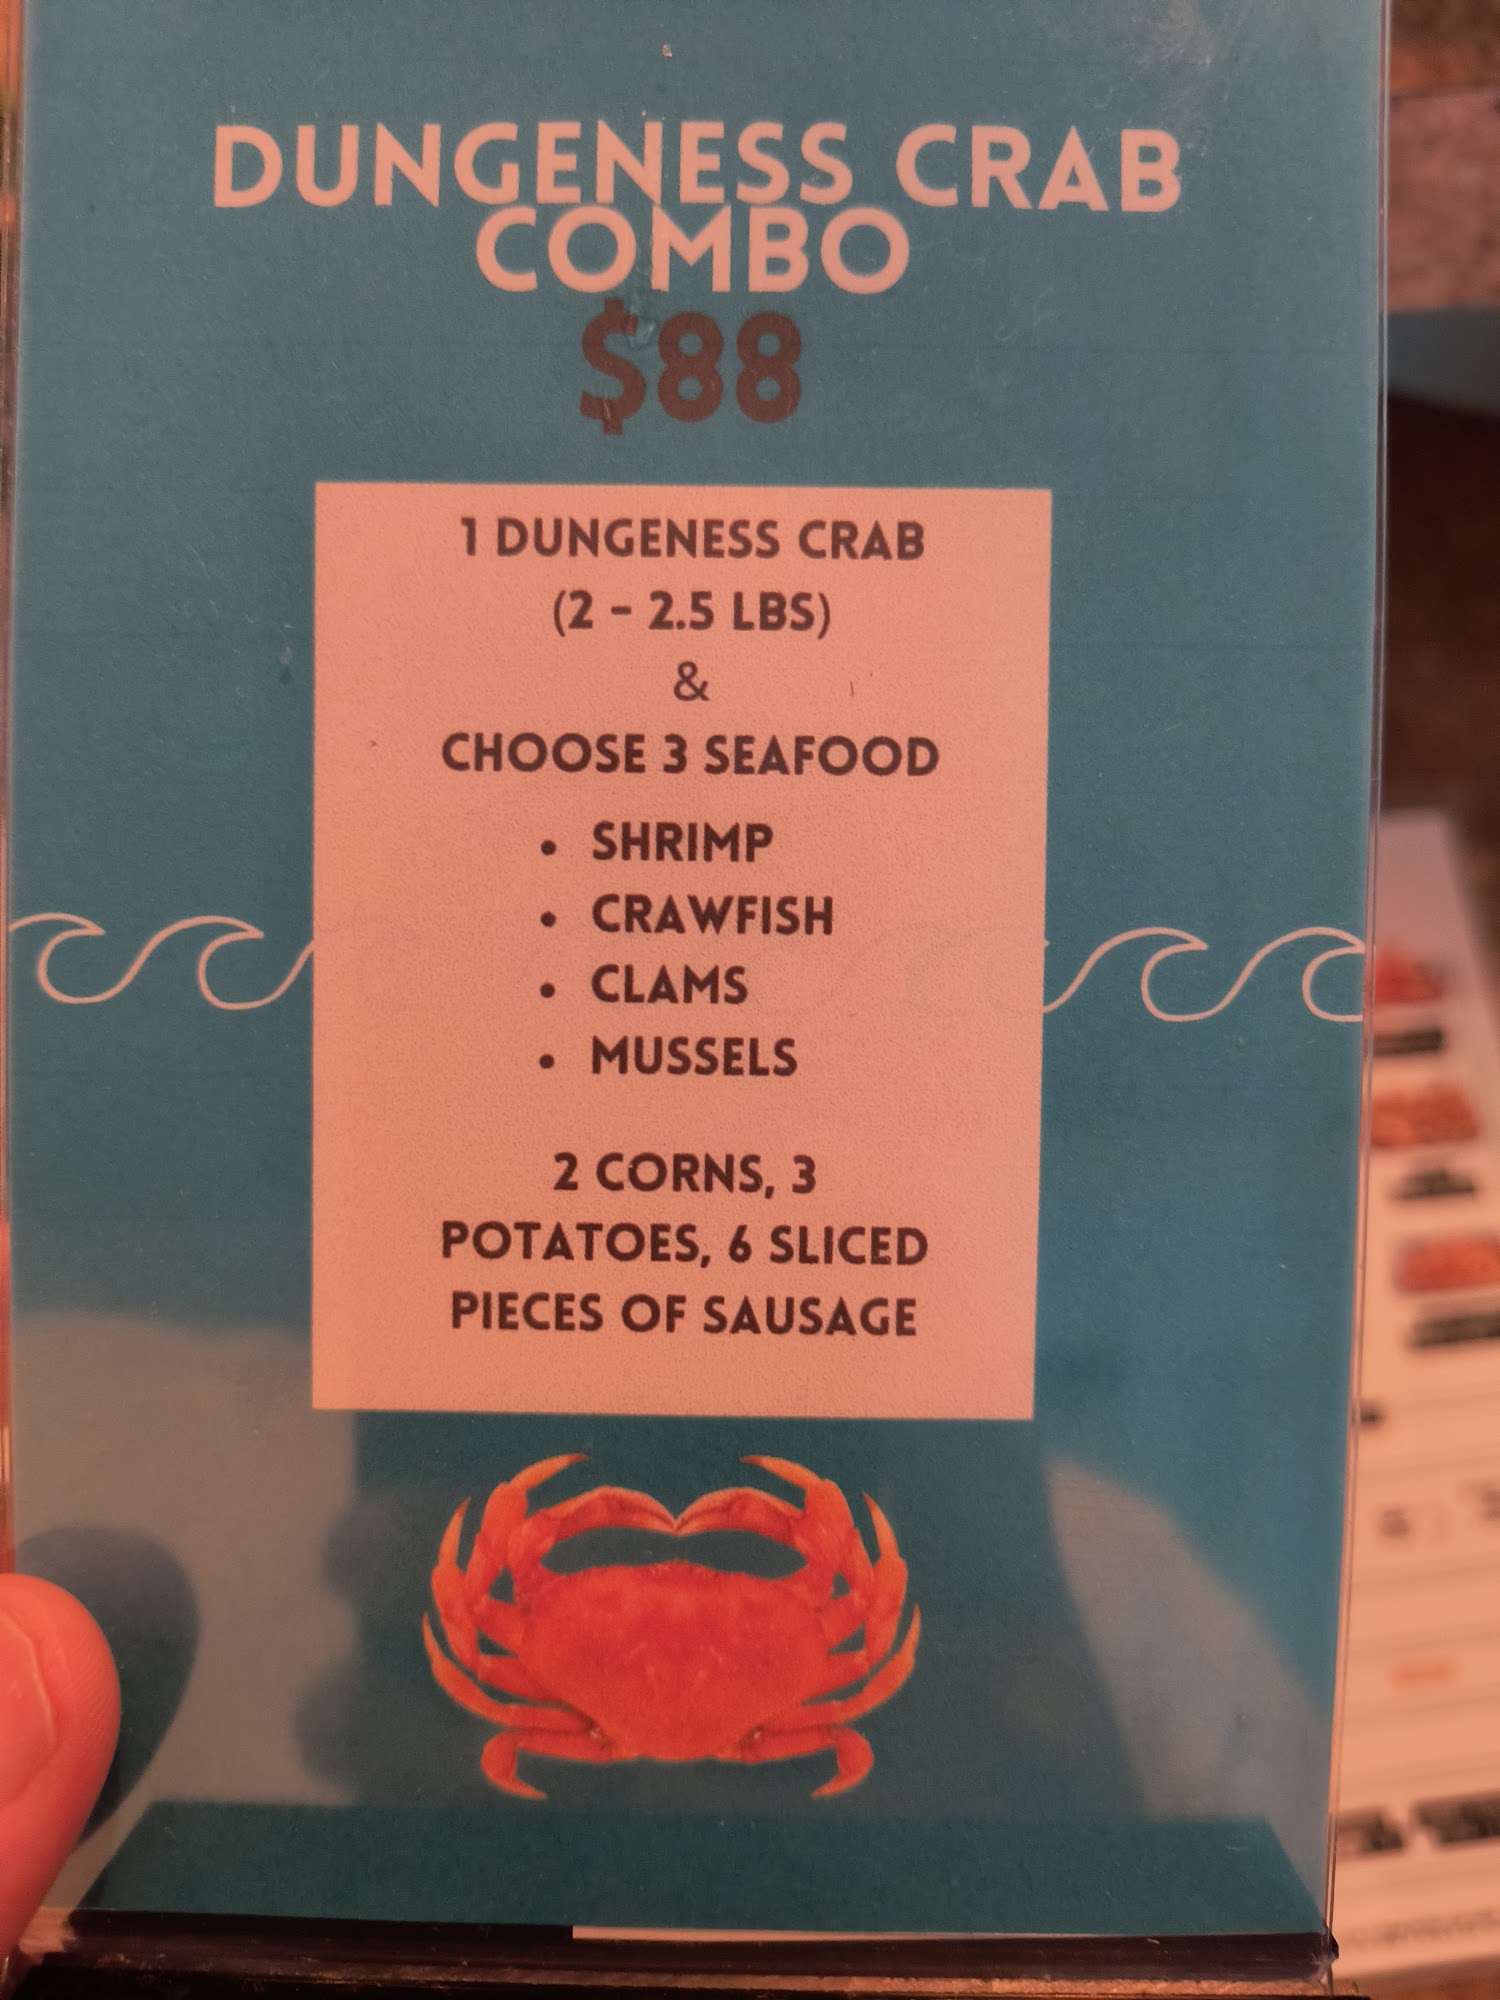 DUNGENESS CRAB
COMBO
$88
1 DUNGENESS CRAB
(2 - 2.5 LBS)
&
CHOOSE 3 SEAFOOD
• SHRIMP
• CRAWFISH
• CLAMS
• MUSSELS
2 CORNS, 3
POTATOES, 6 SLICED
PIECES OF SAUSAGE